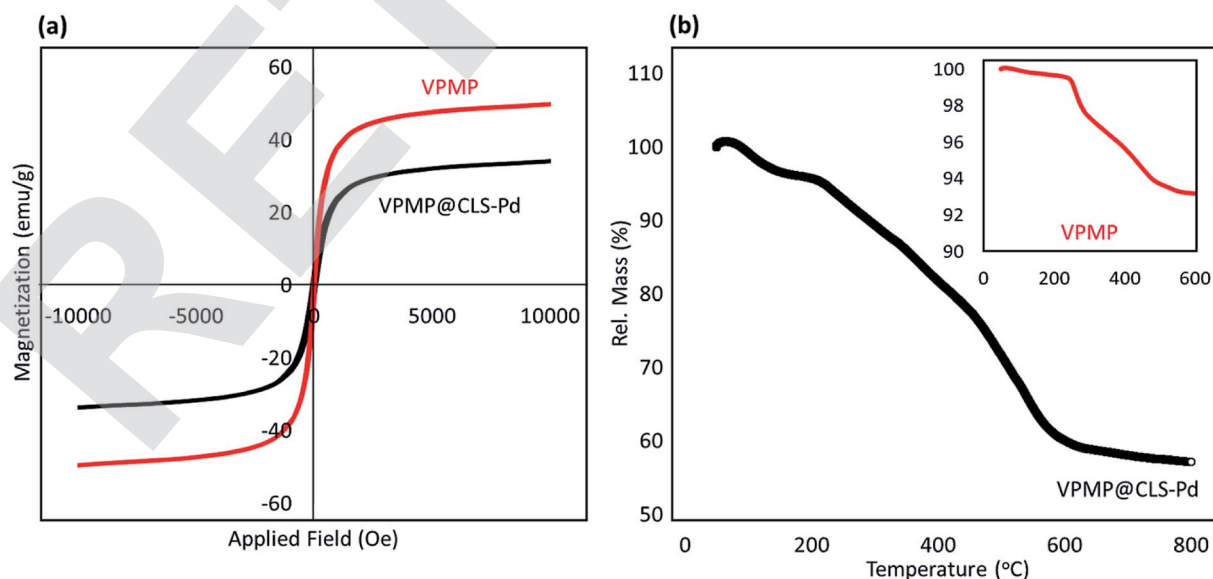 (a)
60
VPMP
40
VPMP@CLS-Pd
20
0
-10000 -5000 0 5000 10000
-20
-40
-60
Magnetization (emu/g)
Applied Field (Oe)
(b)
110
100
90
80
70
60
50
Rel. Mass (%)
0 200 400 600 800
Temperature (°C)
VPMP@CLS-Pd
100
98
96
94
92
90
VPMP
0 200 400 600
RET